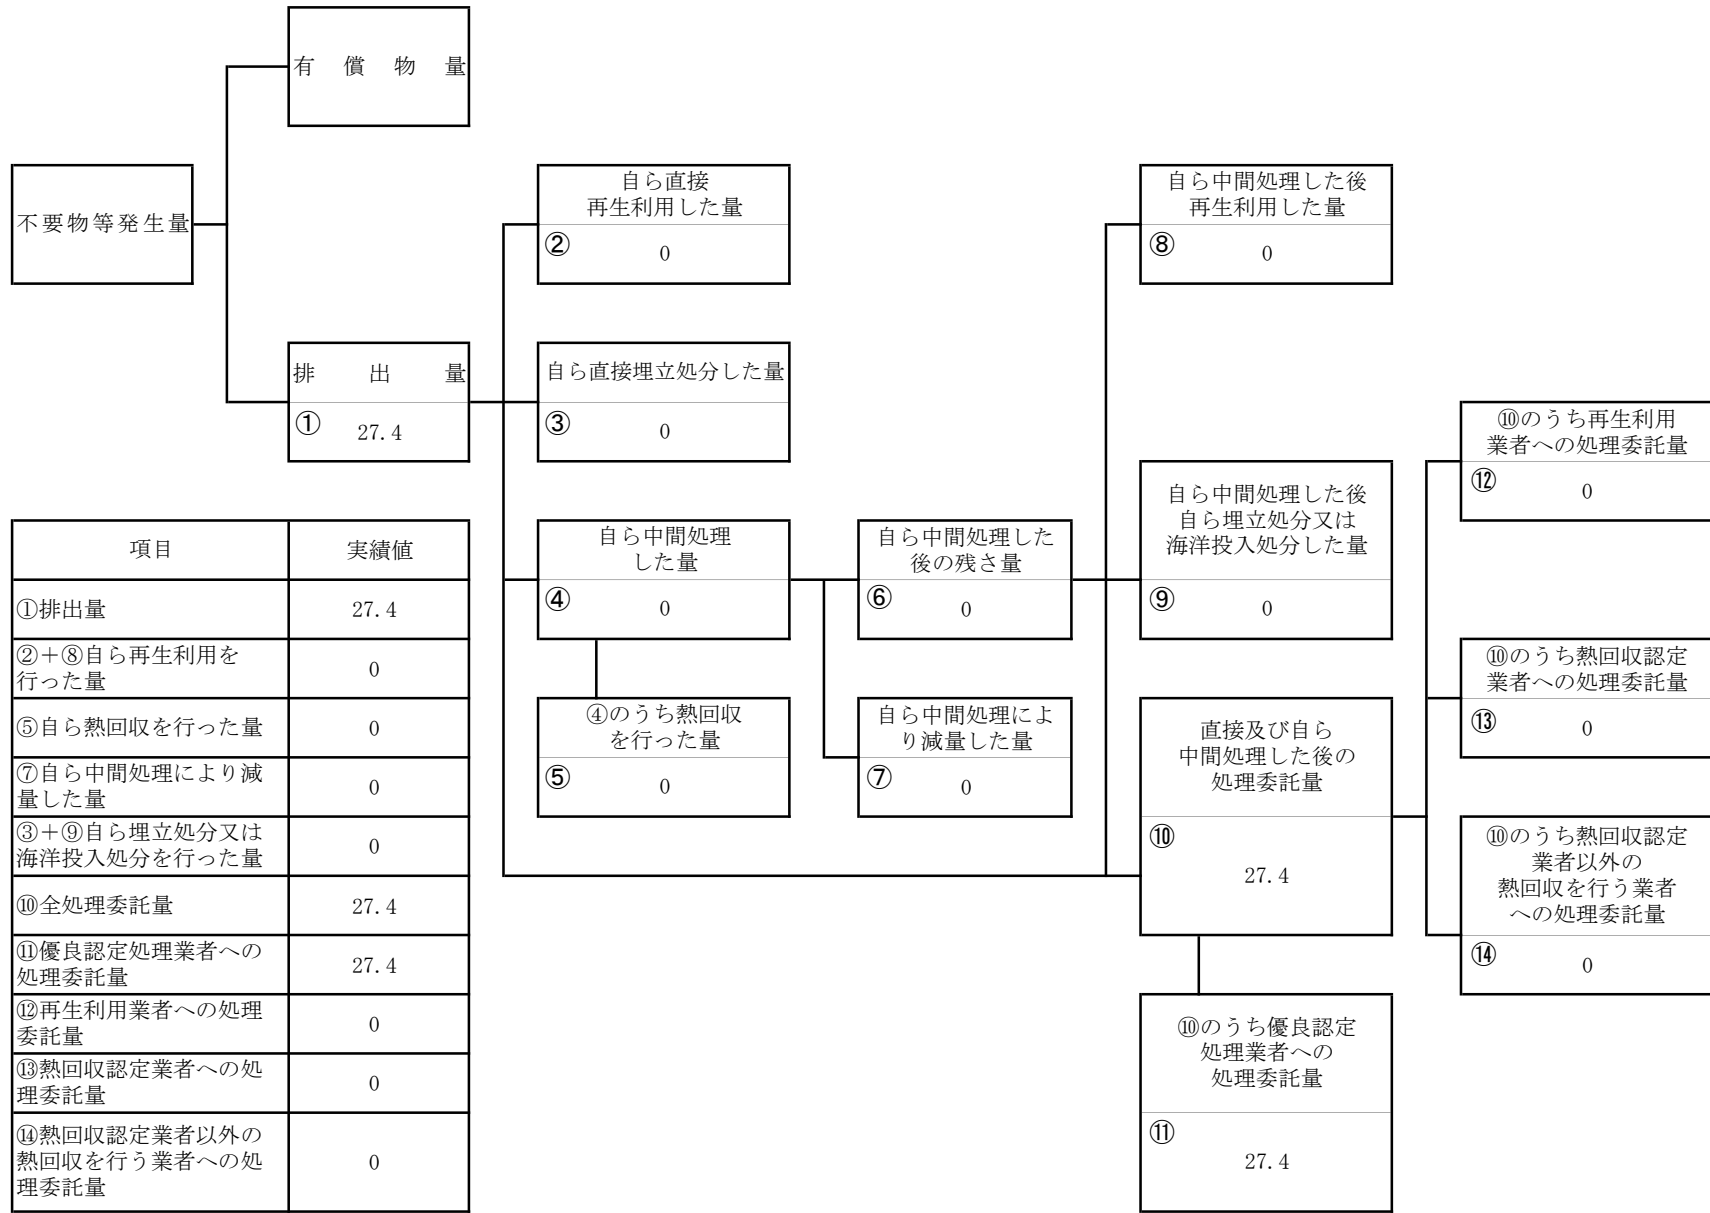 有償物量
不要物等発生量
排出量
① 27.4
自ら直接
再生利用した量
② 0
自ら直接埋立処分した量
③ 0
自ら中間処理
した量
④ 0
④のうち熱回収
を行った量
⑤ 0
自ら中間処理した
後の残さ量
⑥ 0
自ら中間処理によ
り減量した量
⑦ 0
自ら中間処理した後
再生利用した量
⑧ 0
自ら中間処理した後
自ら埋立処分又は
海洋投入処分した量
⑨ 0
直接及び自ら
中間処理した後の
処理委託量
⑩
27.4
⑩のうち優良認定
処理業者への
処理委託量
⑪
27.4
⑩のうち再生利用
業者への処理委託量
⑫ 0
⑩のうち熱回収認定
業者への処理委託量
⑬ 0
⑩のうち熱回収認定
業者以外の
熱回収を行う業者
への処理委託量
⑭ 0
項目 実績値
①排出量 27.4
②＋⑧自ら再生利用を
行った量 0
⑤自ら熱回収を行った量 0
⑦自ら中間処理により減
量した量 0
③＋⑨自ら埋立処分又は
海洋投入処分を行った量 0
⑩全処理委託量 27.4
⑪優良認定処理業者への
処理委託量 27.4
⑫再生利用業者への処理
委託量 0
⑬熱回収認定業者への処
理委託量 0
⑭熱回収認定業者以外の
熱回収を行う業者への処
理委託量 0